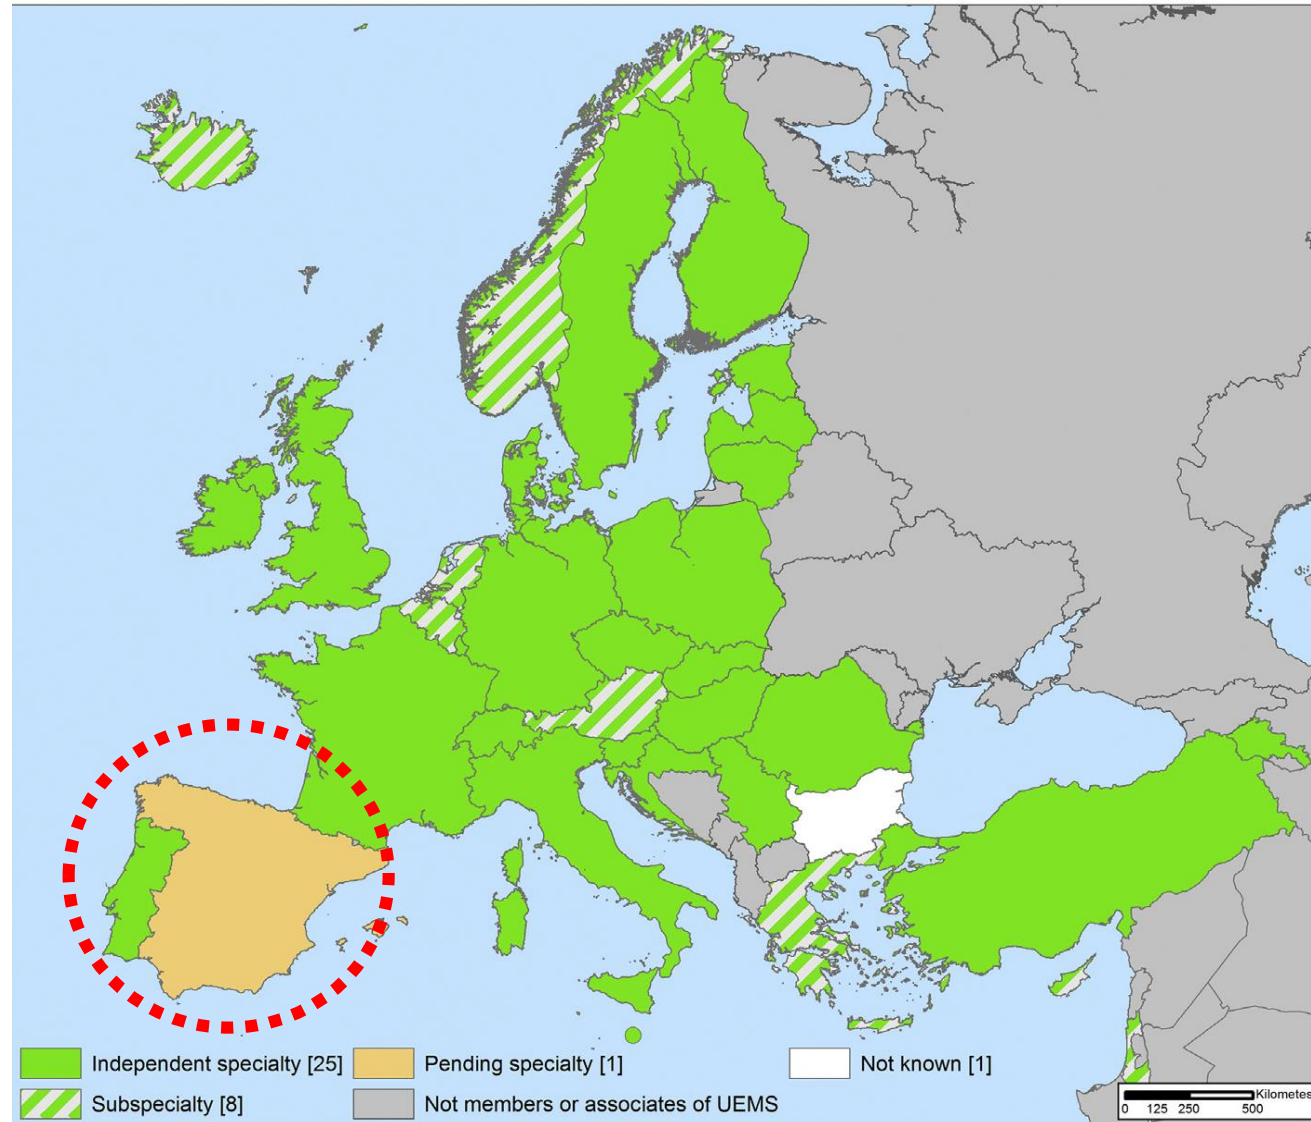 Independent specialty [25]
Pending specialty [1]
Not known [1]
Subspecialty [8]
Not members or associates of UEMS
Kilometes
0 125 250 500